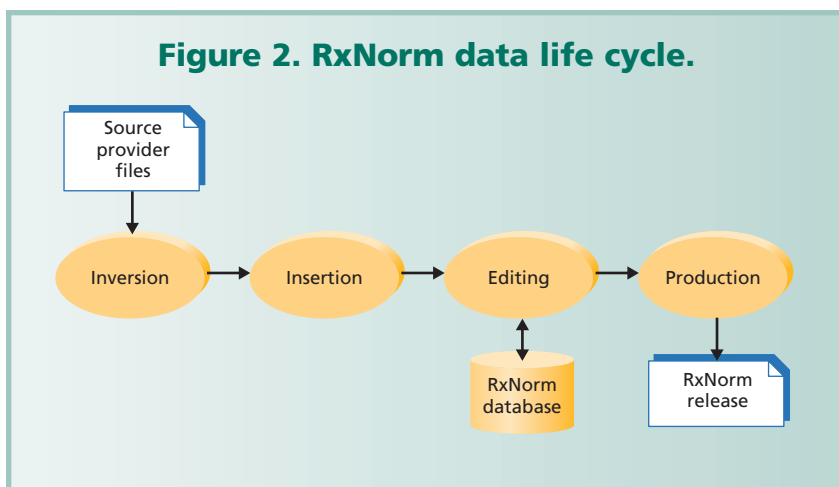 Figure 2. RxNorm data life cycle.
Source
provider
files
Inversion
Insertion
Editing
Production
RxNorm
database
RxNorm
release